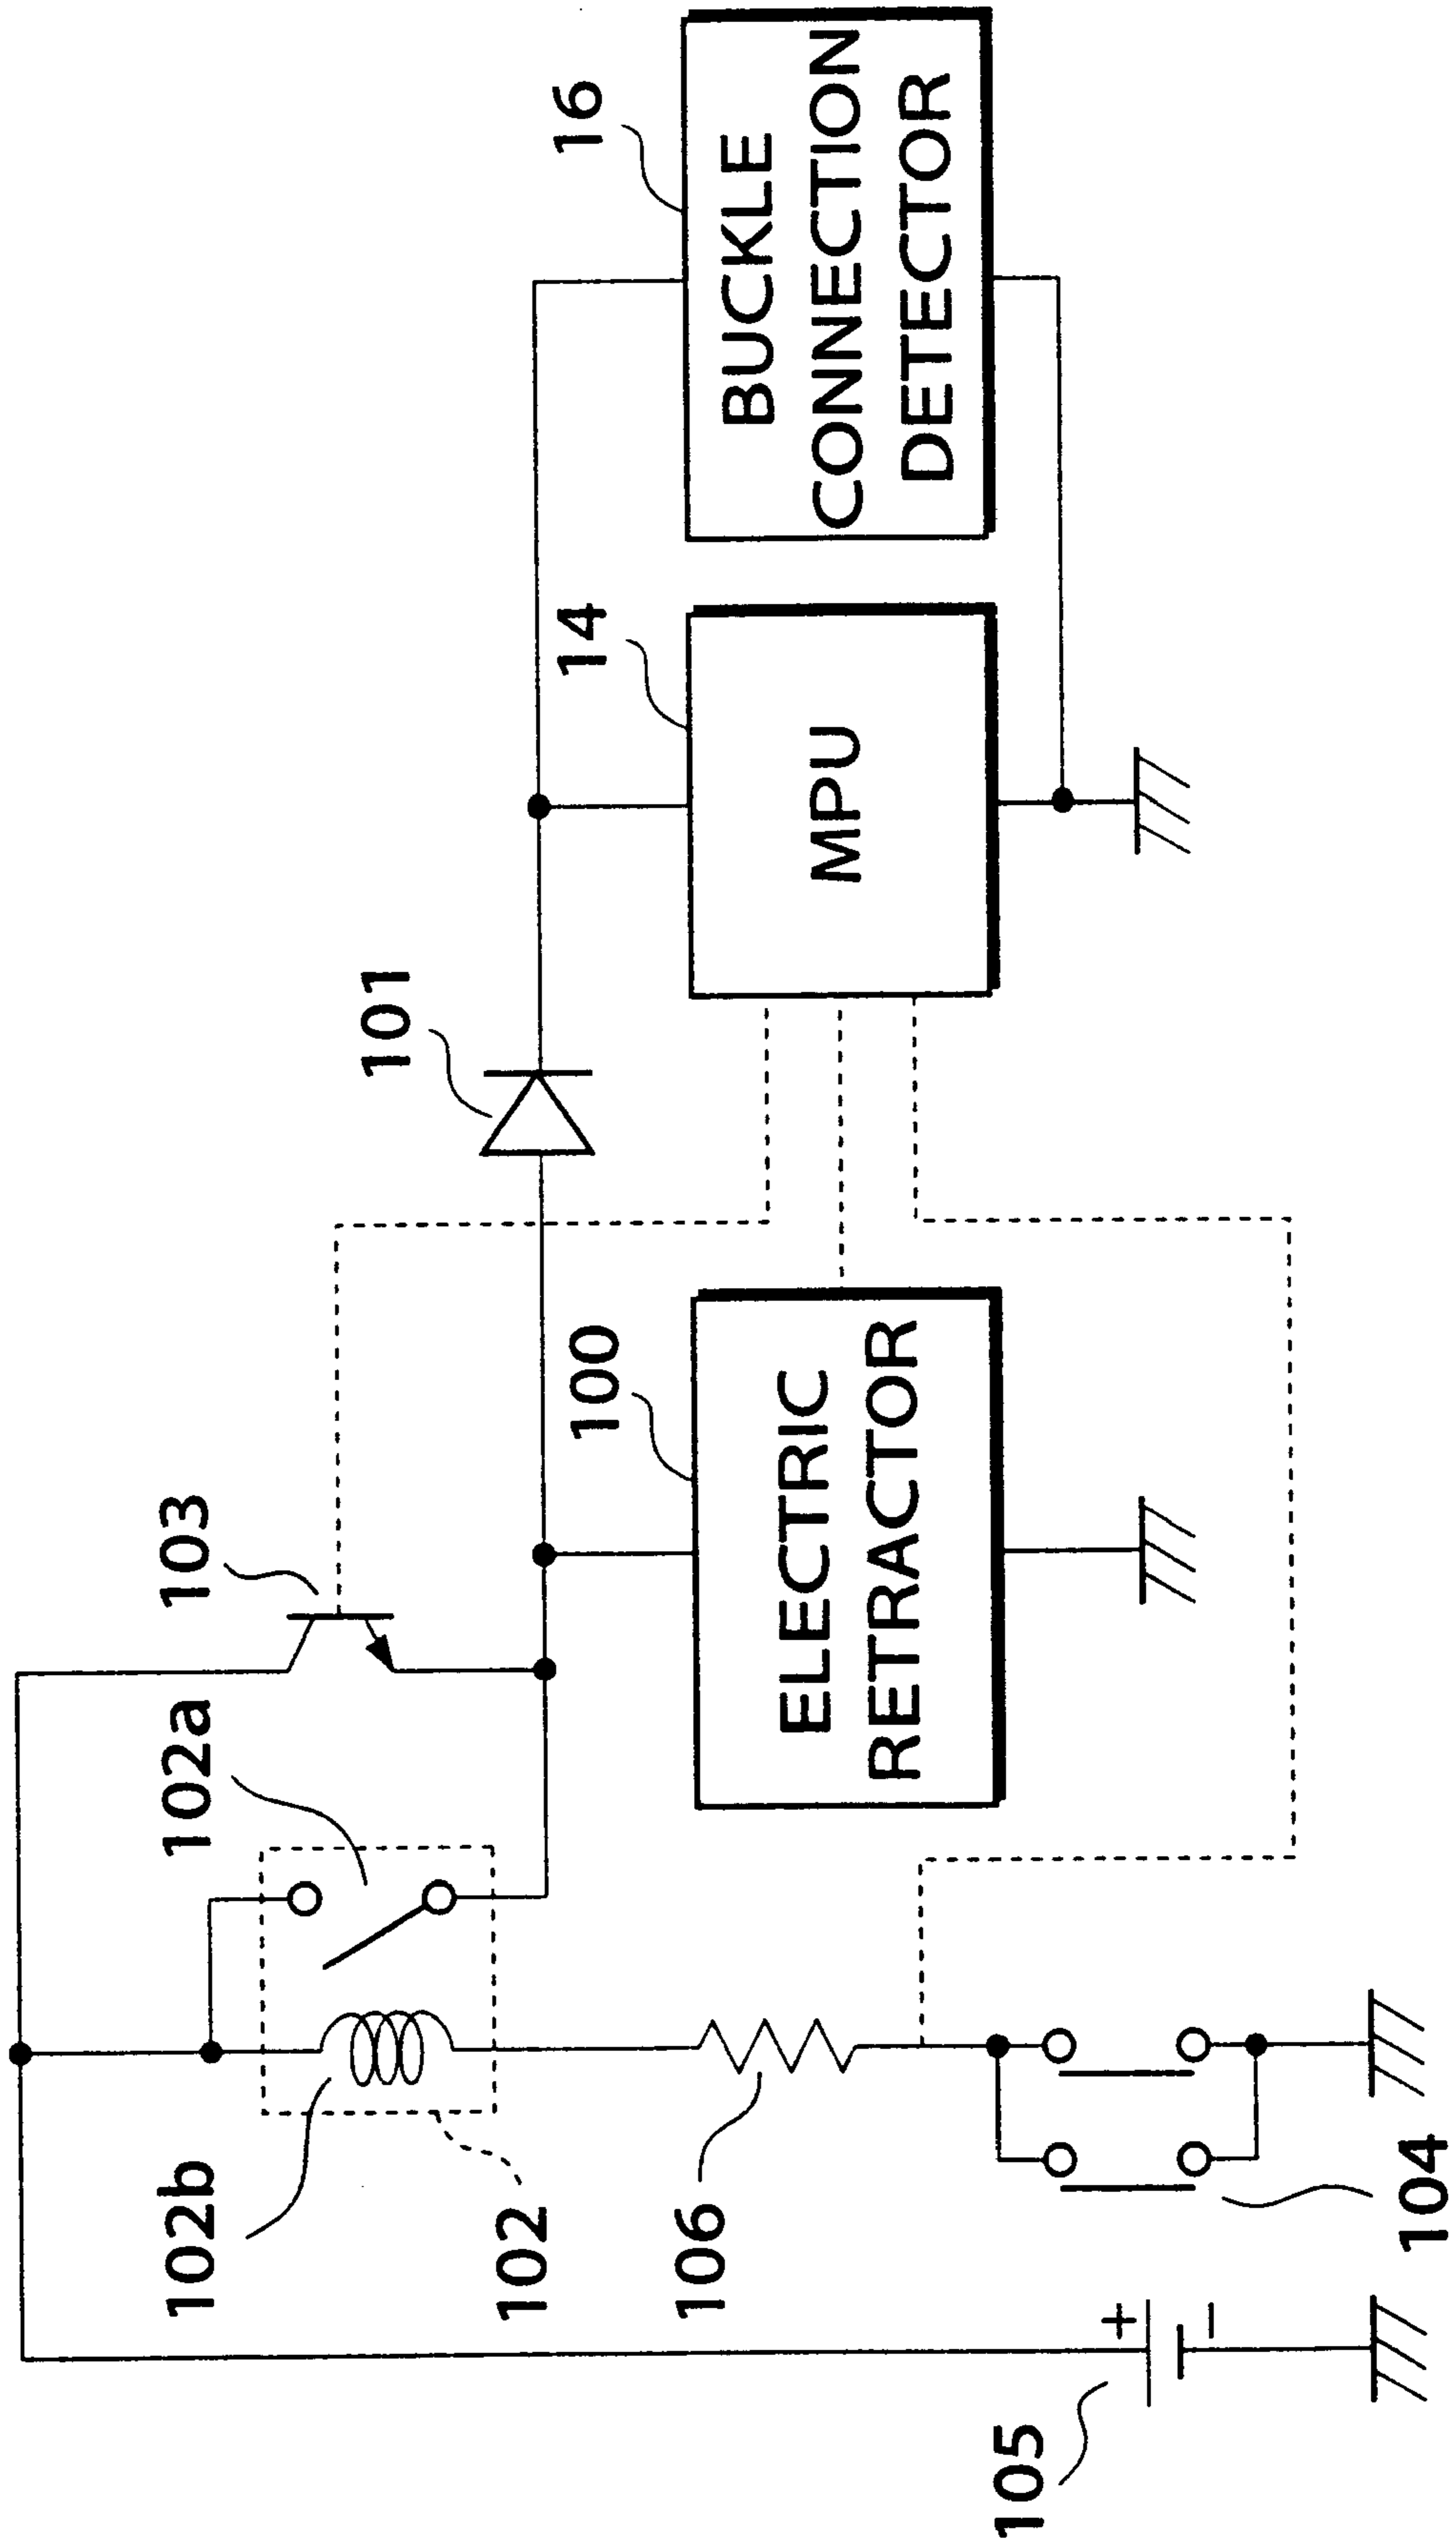 103
101
102a
102b
102
100
14
16
ELECTRIC
RETRACTOR
MPU
BUCKLE
CONNECTION
DETECTOR
106
105
+
−
104